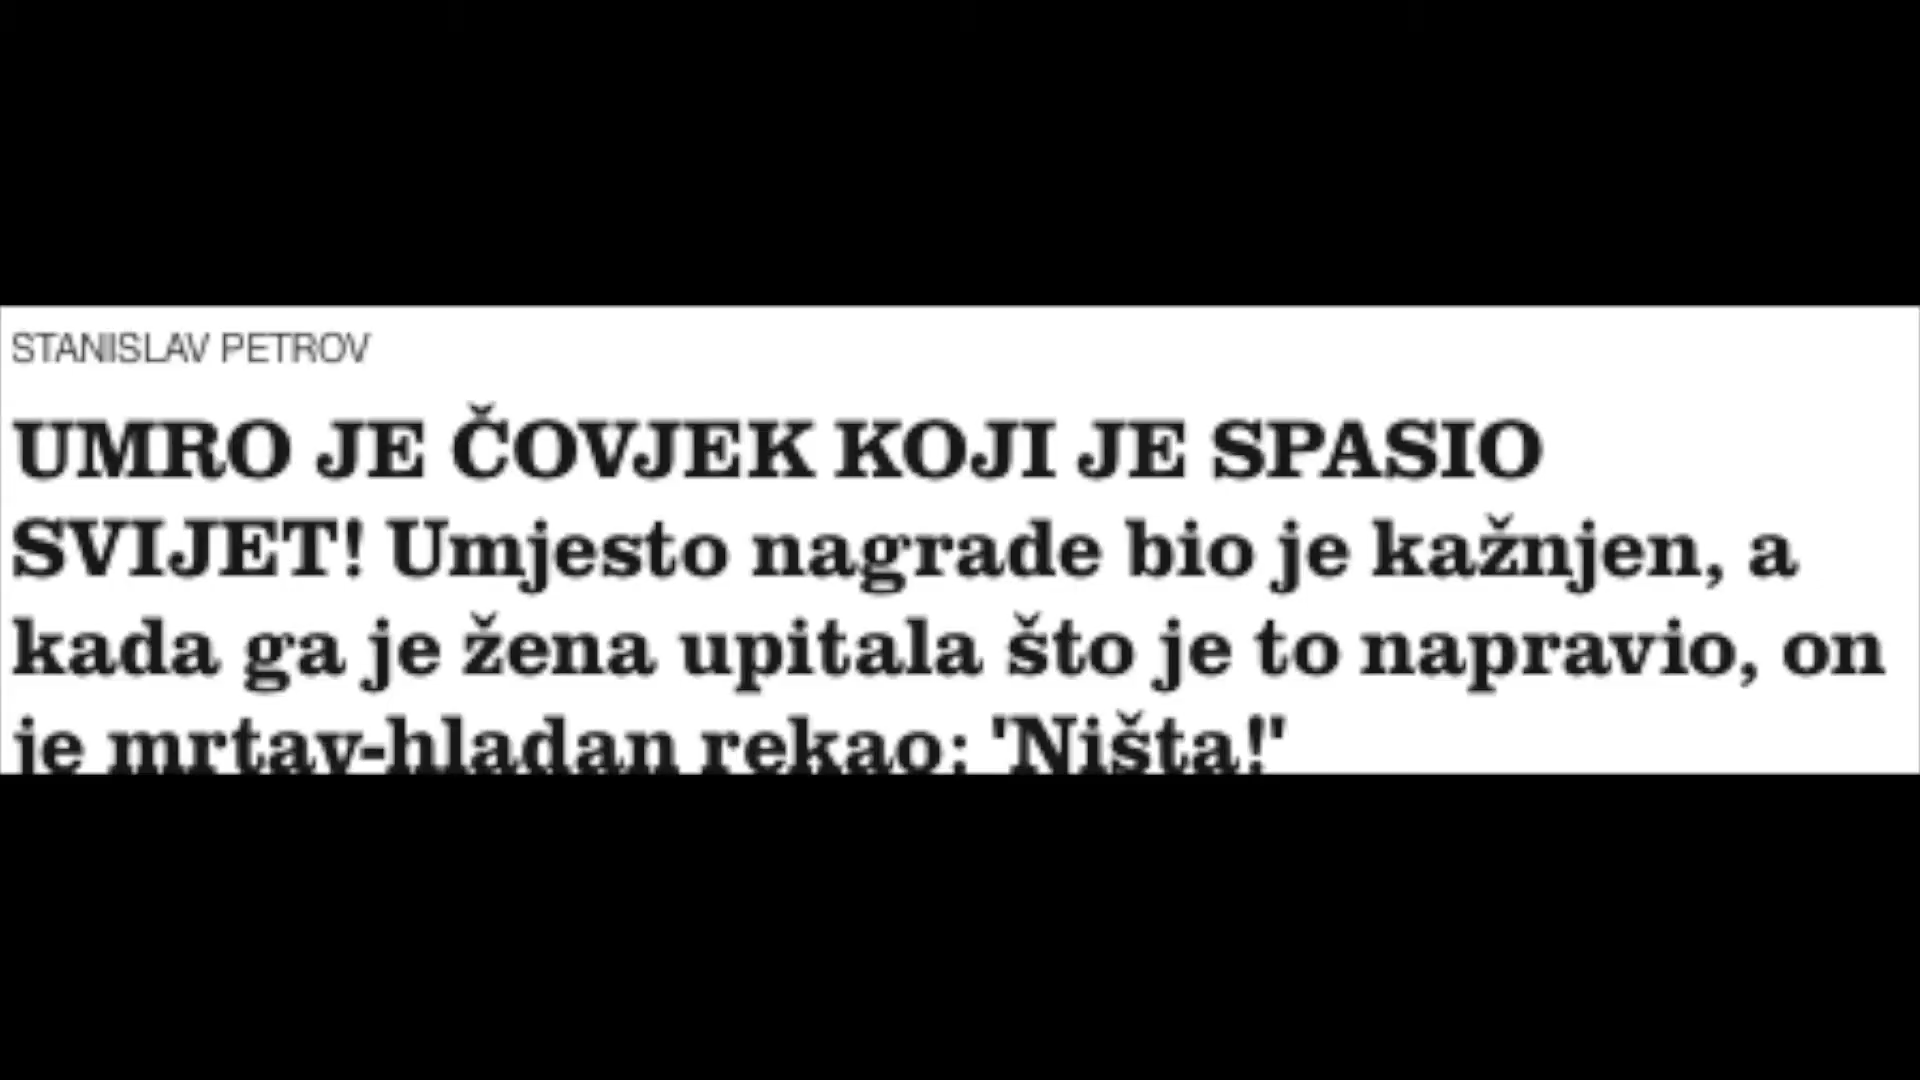 STANISLAV PETROV
UMRO JE ČOVJEK KOJI JE SPASIO
SVIJET! Umjesto nagrade bio je kažnjen, a
kada ga je žena upitala što je to napravio, on
je mrtav-hladan rekao: 'Ništa!'